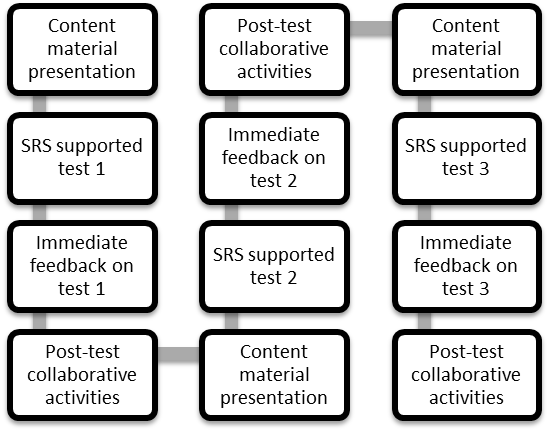 Content
material
presentation
SRS supported
test 1
Immediate
feedback on
test 1
Post-test
collaborative
activities
Content
material
presentation
SRS supported
test 2
Immediate
feedback on
test 2
Post-test
collaborative
activities
Content
material
presentation
SRS supported
test 3
Immediate
feedback on
test 3
Post-test
collaborative
activities